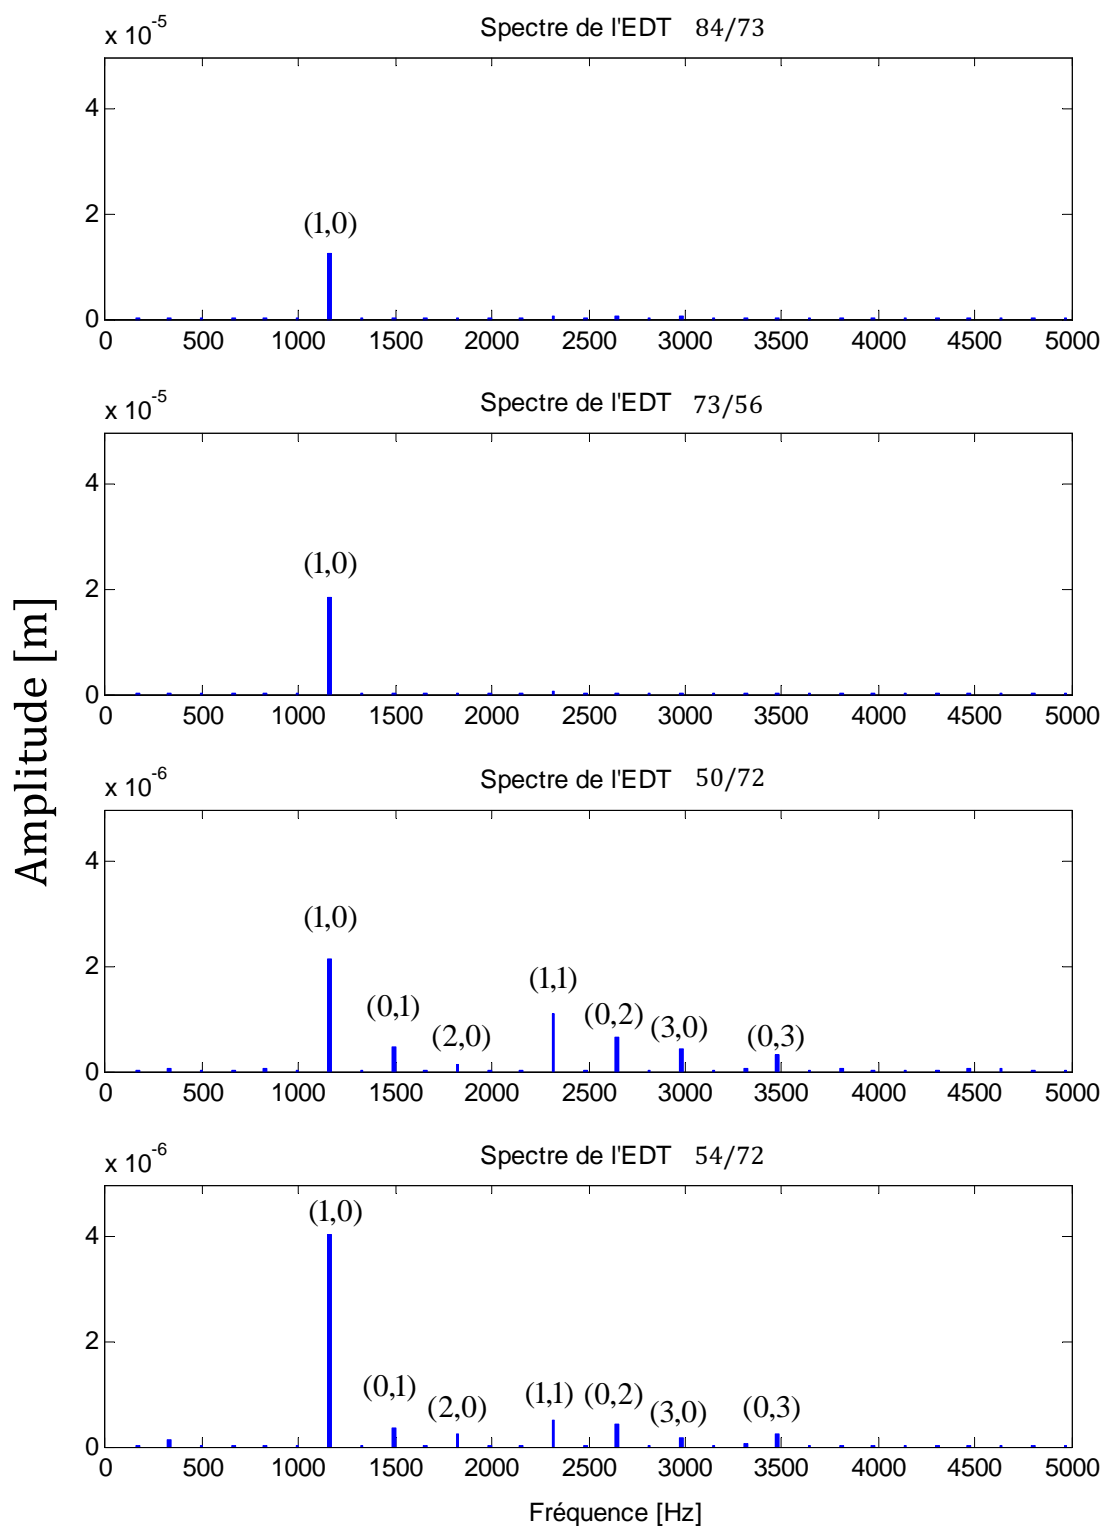 x 10-5
Spectre de l'EDT 84/73
4
2
0
(1,0)
0 500 1000 1500 2000 2500 3000 3500 4000 4500 5000
x 10-5
Spectre de l'EDT 73/56
4
2
0
(1,0)
0 500 1000 1500 2000 2500 3000 3500 4000 4500 5000
Amplitude [m]
x 10-6
Spectre de l'EDT 50/72
4
2
0
(1,0)
(0,1)
(2,0)
(1,1)
(0,2)
(3,0)
(0,3)
0 500 1000 1500 2000 2500 3000 3500 4000 4500 5000
x 10-6
Spectre de l'EDT 54/72
4
2
0
(1,0)
(0,1)
(2,0)
(1,1)
(0,2)
(3,0)
(0,3)
0 500 1000 1500 2000 2500 3000 3500 4000 4500 5000
Fréquence [Hz]